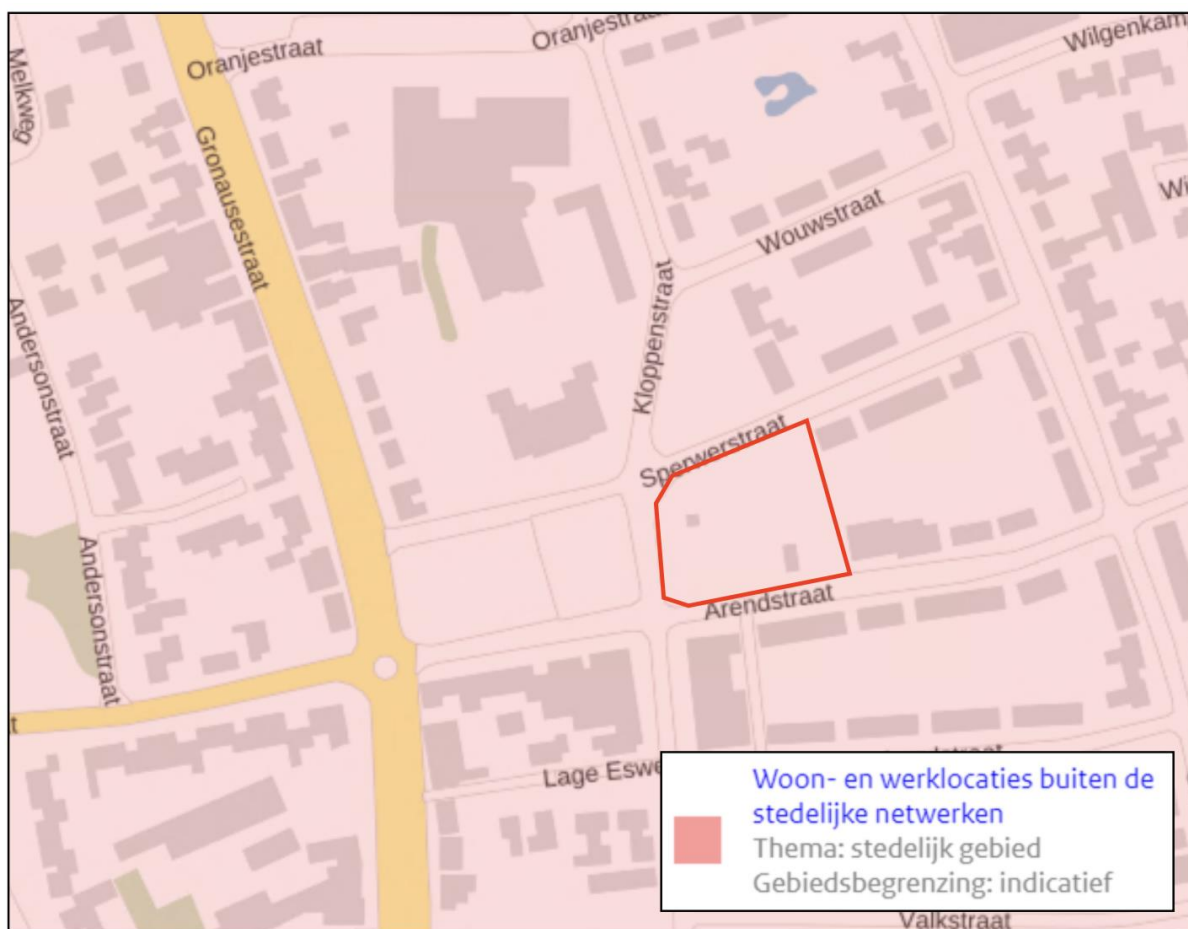 Oranjestraat
Wilgenkam
Oranjestraat
Melkweg
Gronausestraat
Wouwstraat
Kloppenstraat
Andersonstraat
Sperwerstraat
Andersonstraat
Arendstraat
Lage Eswe
Woon- en werklocaties buiten de
stedelijke netwerken
Thema: stedelijk gebied
Gebiedsbegrenzing: indicatief
Valkstraat